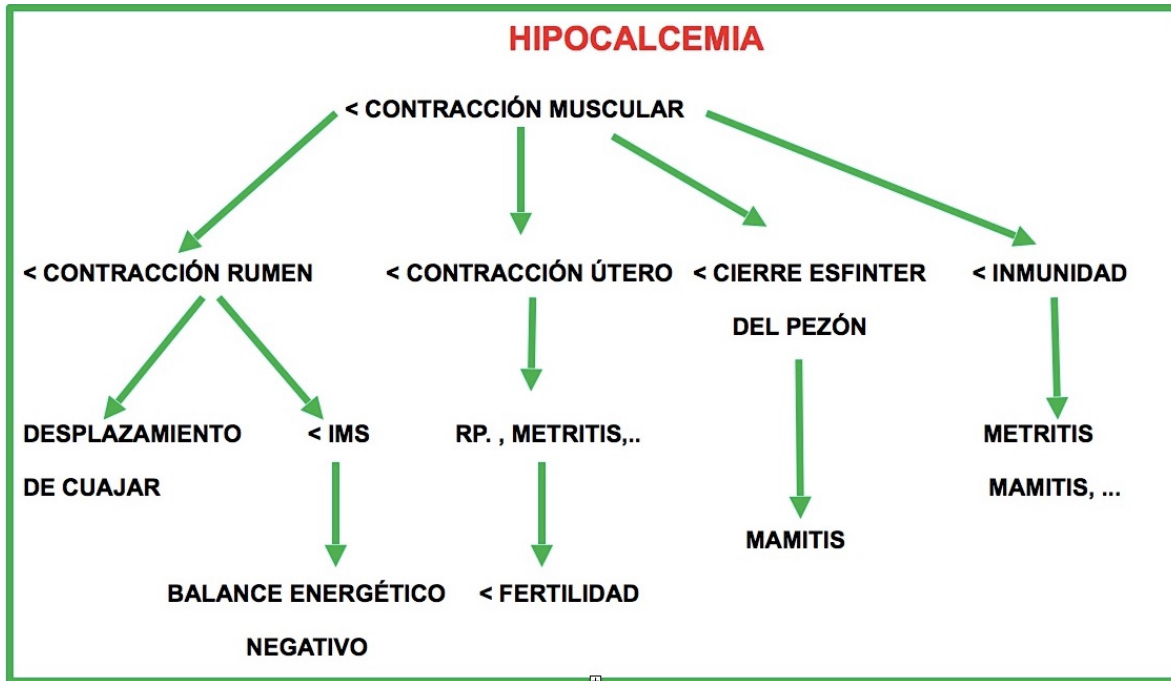 HIPOCALCEMIA
< CONTRACCIÓN MUSCULAR
< CONTRACCIÓN RUMEN
< CONTRACCIÓN ÚTERO
< CIERRE ESFINTER
DEL PEZÓN
< INMUNIDAD
DESPLAZAMIENTO
DE CUAJAR
< IMS
RP. , METRITIS,..
METRITIS
MAMITIS, ...
MAMITIS
BALANCE ENERGÉTICO
NEGATIVO
< FERTILIDAD